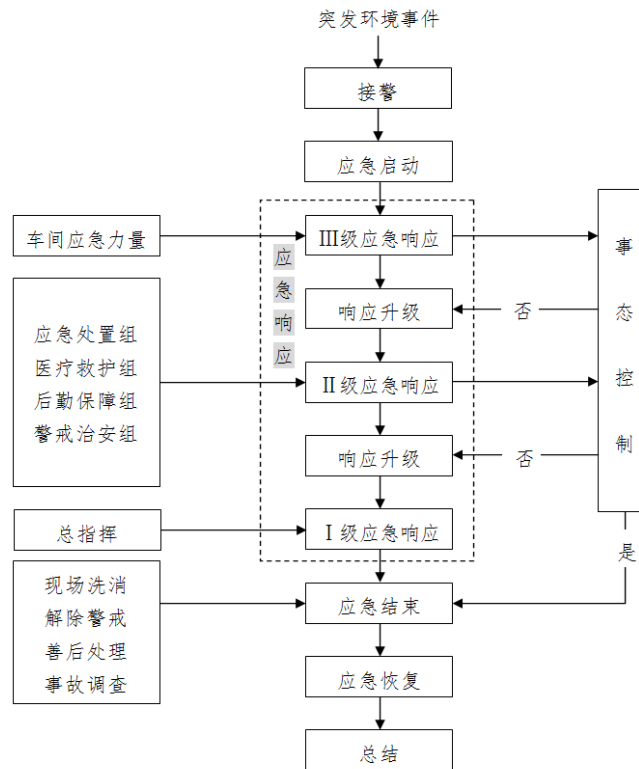 突发环境事件
接警
应急启动
车间应急力量
III级应急响应
应急响应
事态控制
响应升级
否
应急处置组
医疗救护组
后勤保障组
警戒治安组
II级应急响应
响应升级
否
总指挥
I级应急响应
是
现场洗消
解除警戒
善后处理
事故调查
应急结束
应急恢复
总结